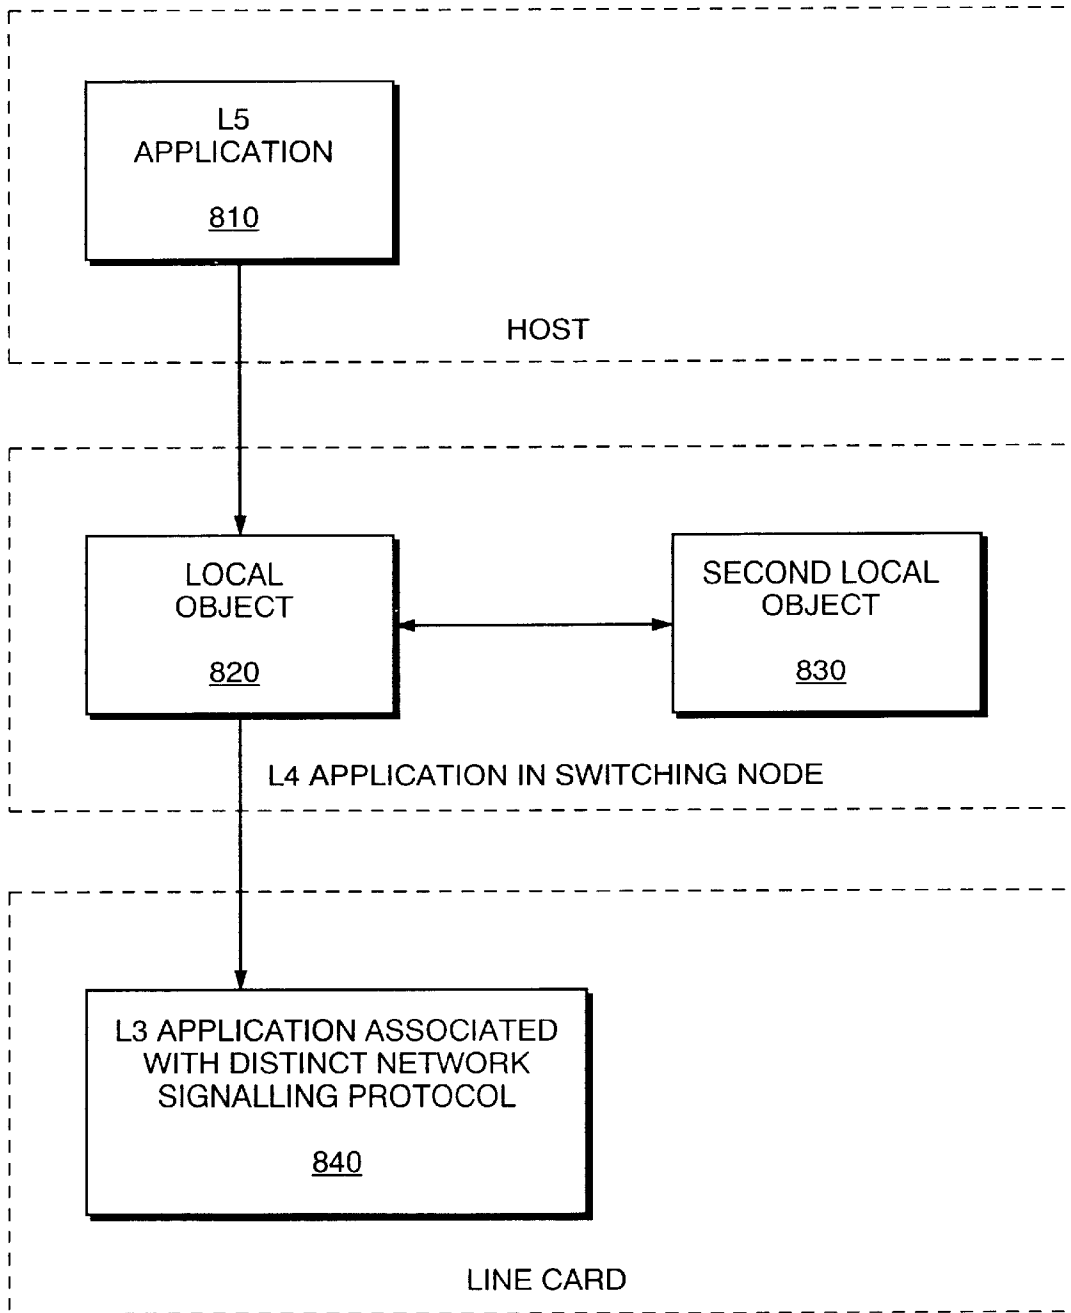 L5
APPLICATION
810
HOST
LOCAL
OBJECT
820
SECOND LOCAL
OBJECT
830
L4 APPLICATION IN SWITCHING NODE
L3 APPLICATION ASSOCIATED
WITH DISTINCT NETWORK
SIGNALLING PROTOCOL
840
LINE CARD